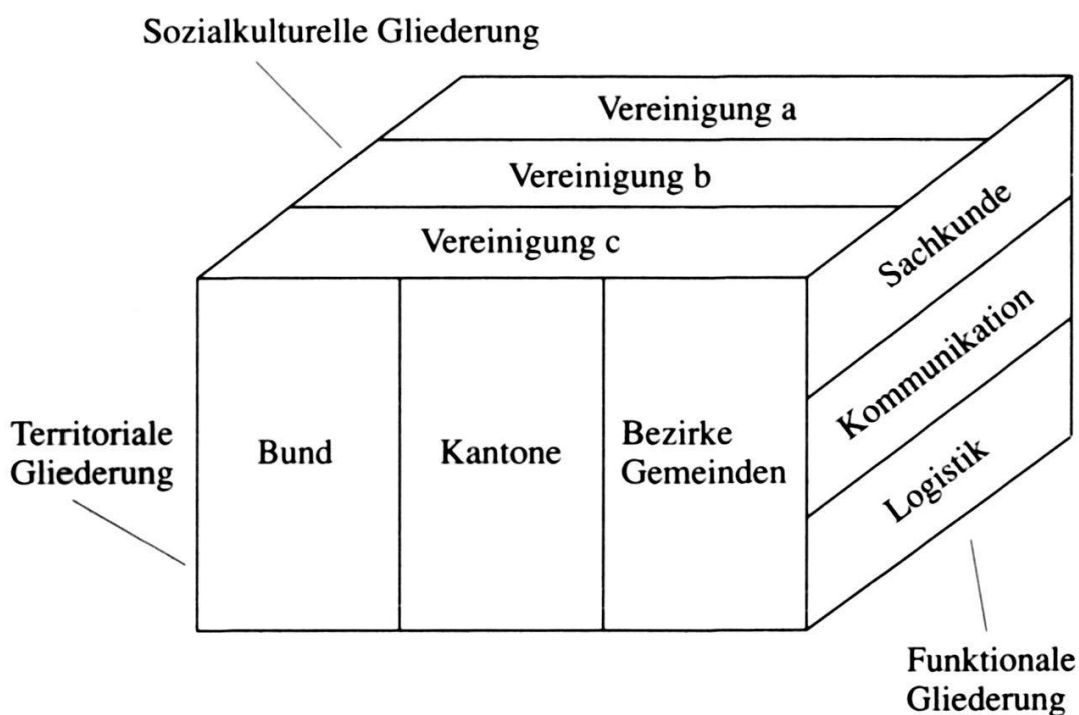 Sozialkulturelle Gliederung
Vereinigung a
Vereinigung b
Vereinigung c
Sachkunde
Kommunikation
Logistik
Territoriale
Gliederung
Bund
Kantone
Bezirke
Gemeinden
Funktionale
Gliederung